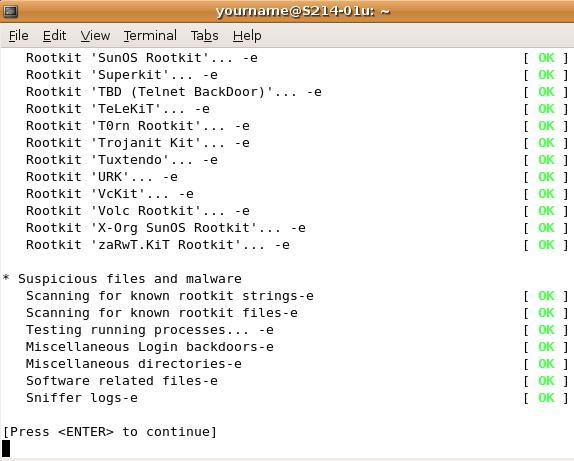 yourname@S214-01u: ~
File Edit View Terminal Tabs Help
Rootkit 'SunOS Rootkit'... -e [ OK ]
Rootkit 'Superkit'... -e [ OK ]
Rootkit 'TBD (Telnet BackDoor)'... -e [ OK ]
Rootkit 'TeLeKiT'... -e [ OK ]
Rootkit 'T0rn Rootkit'... -e [ OK ]
Rootkit 'Trojanit Kit'... -e [ OK ]
Rootkit 'Tuxtendo'... -e [ OK ]
Rootkit 'URK'... -e [ OK ]
Rootkit 'VcKit'... -e [ OK ]
Rootkit 'Volc Rootkit'... -e [ OK ]
Rootkit 'X-Org SunOS Rootkit'... -e [ OK ]
Rootkit 'zaRwT.KiT Rootkit'... -e [ OK ]
* Suspicious files and malware
Scanning for known rootkit strings-e [ OK ]
Scanning for known rootkit files-e [ OK ]
Testing running processes... -e [ OK ]
Miscellaneous Login backdoors-e [ OK ]
Miscellaneous directories-e [ OK ]
Software related files-e [ OK ]
Sniffer logs-e [ OK ]
[Press <ENTER> to continue]